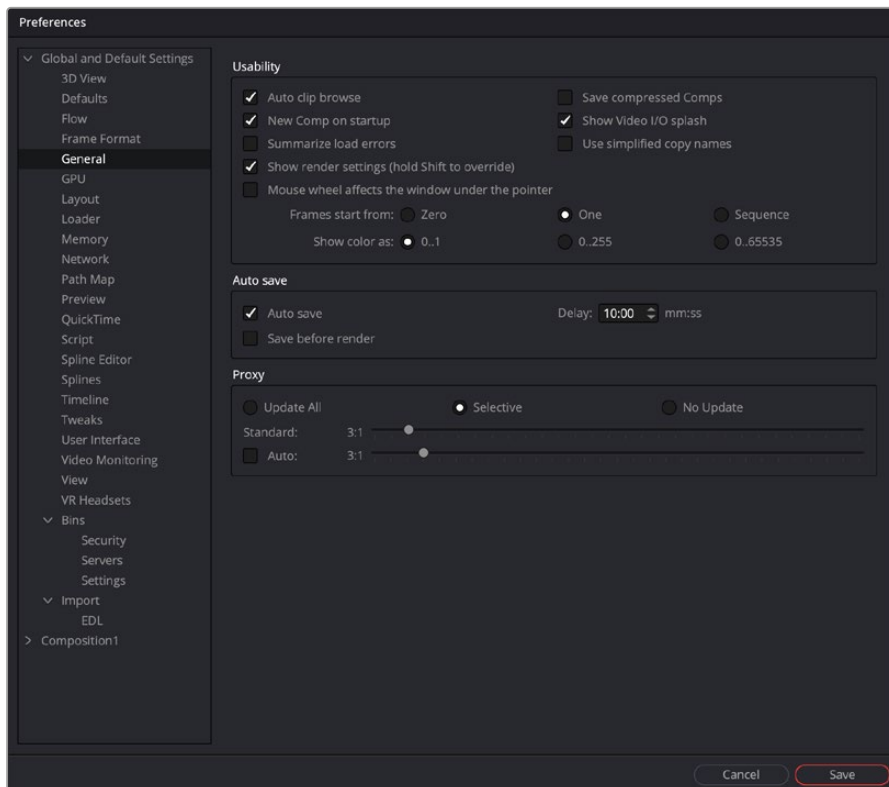 Preferences
Global and Default Settings
3D View
Defaults
Flow
Frame Format
General
GPU
Layout
Loader
Memory
Network
Path Map
Preview
QuickTime
Script
Spline Editor
Splines
Timeline
Tweaks
User Interface
Video Monitoring
View
VR Headsets
Bins
Security
Servers
Settings
Import
EDL
Composition1
Usability
Auto clip browse
Save compressed Comps
New Comp on startup
Show Video I/O splash
Summarize load errors
Use simplified copy names
Show render settings (hold Shift to override)
Mouse wheel affects the window under the pointer
Frames start from: Zero One Sequence
Show color as: 0..1 0..255 0..65535
Auto save
Auto save Delay: 10:00 mm:ss
Save before render
Proxy
Update All Selective No Update
Standard: 3:1
Auto: 3:1
Cancel Save